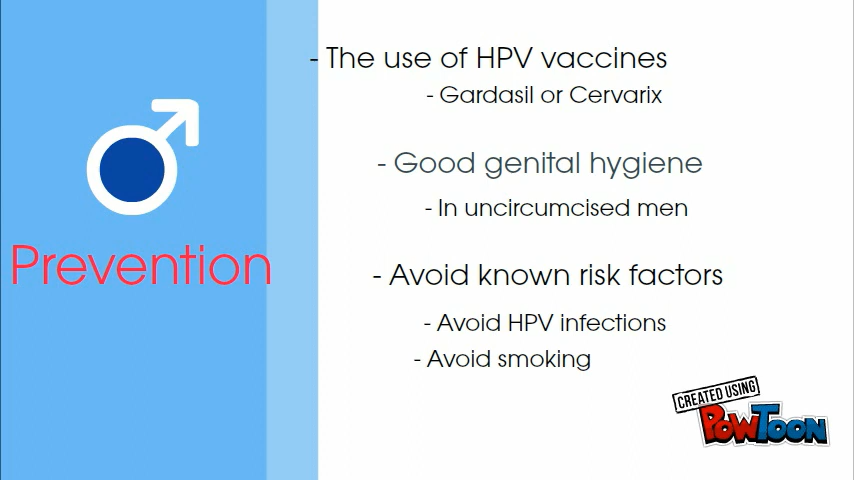 - The use of HPV vaccines
- Gardasil or Cervarix
- Good genital hygiene
- In uncircumcised men
Prevention
- Avoid known risk factors
- Avoid HPV infections
- Avoid smoking
CREATED USING
POWTOON